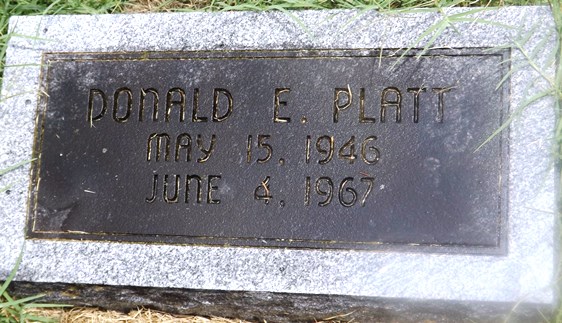 DONALD E. PLATT
MAY 15, 1946
JUNE 4, 1967